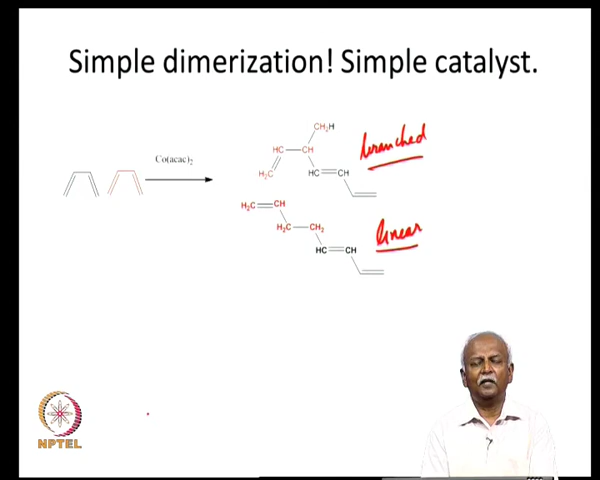 Simple dimerization! Simple catalyst.
Co(acac)2
CH2H
HC CH
H2C HC CH
branched
H2C CH
H2C CH2
HC CH
linear
NPTEL